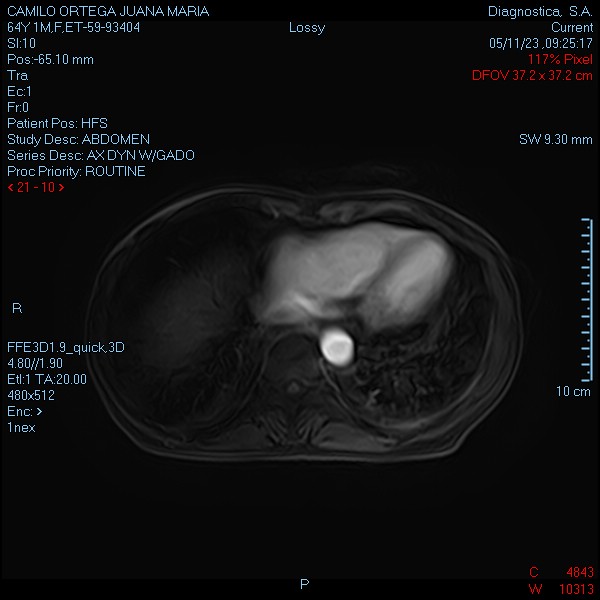 CAMILO ORTEGA JUANA MARIA
64Y 1M,F,ET-59-93404
Sl:10
Pos:-65.10 mm
Tra
Ec:1
Fr:0
Patient Pos: HFS
Study Desc: ABDOMEN
Series Desc: AX DYN W/GADO
Proc Priority: ROUTINE
< 21 - 10 >
Lossy
Diagnostica, S.A.
Current
05/11/23 ,09:25:17
117% Pixel
DFOV 37.2 x 37.2 cm
SW 9.30 mm
R
FFE3D1.9_quick,3D
4.80//1.90
Etl:1 TA:20.00
480x512
Enc: >
1nex
10 cm
P
C 4843
W 10313